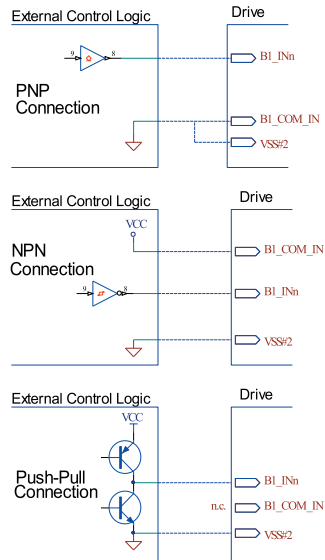 External Control Logic
Drive
9
8
B1_INn
PNP
Connection
B1_COM_IN
VSS#2
External Control Logic
Drive
VCC
B1_COM_IN
NPN
Connection
9
8
B1_INn
VSS#2
External Control Logic
Drive
VCC
Push-Pull
Connection
B1_INn
n.c.
B1_COM_IN
VSS#2